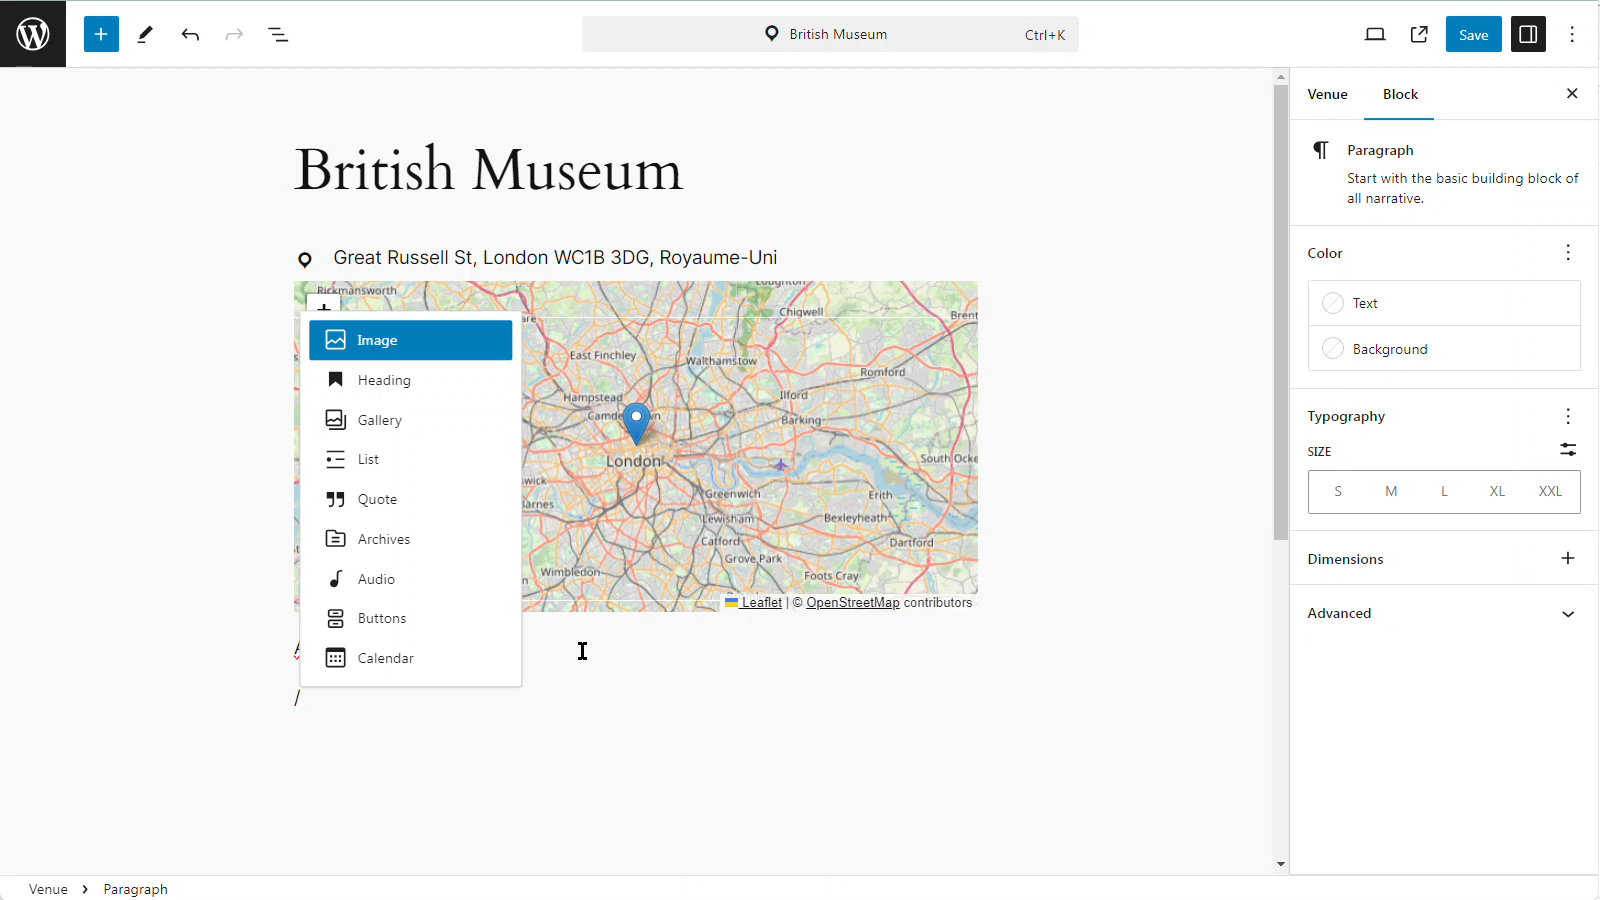 British Museum
Ctrl+K
Save
Venue
Block
Paragraph
Start with the basic building block of
all narrative.
Color
Text
Background
Typography
SIZE
S M L XL XXL
Dimensions
Advanced
British Museum
Great Russell St, London WC1B 3DG, Royaume-Uni
Rickmansworth
Loughton
Chigwell
Brent
East Finchley
Walthamstow
Romford
Hampstead
Ilford
Barking
London
South Ocke
Greenwich
Erith
Lewisham
Bexleyheath
Catford
Dartford
Grove Park
Wimbledon
Foots Cray
Leaflet | © OpenStreetMap contributors
Image
Heading
Gallery
List
Quote
Archives
Audio
Buttons
Calendar
/
Venue > Paragraph